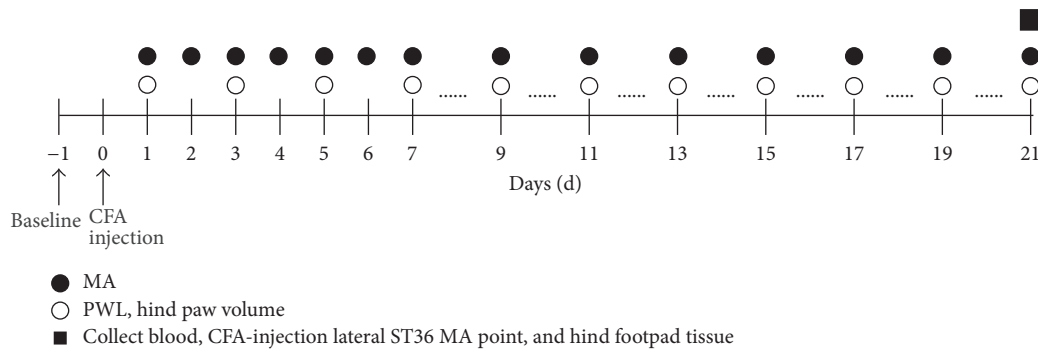 ...... ...... ...... ...... ...... ...... ......
−1 0 1 2 3 4 5 6 7 9 11 13 15 17 19 21
Days (d)
Baseline CFA
injection
MA
PWL, hind paw volume
Collect blood, CFA-injection lateral ST36 MA point, and hind footpad tissue